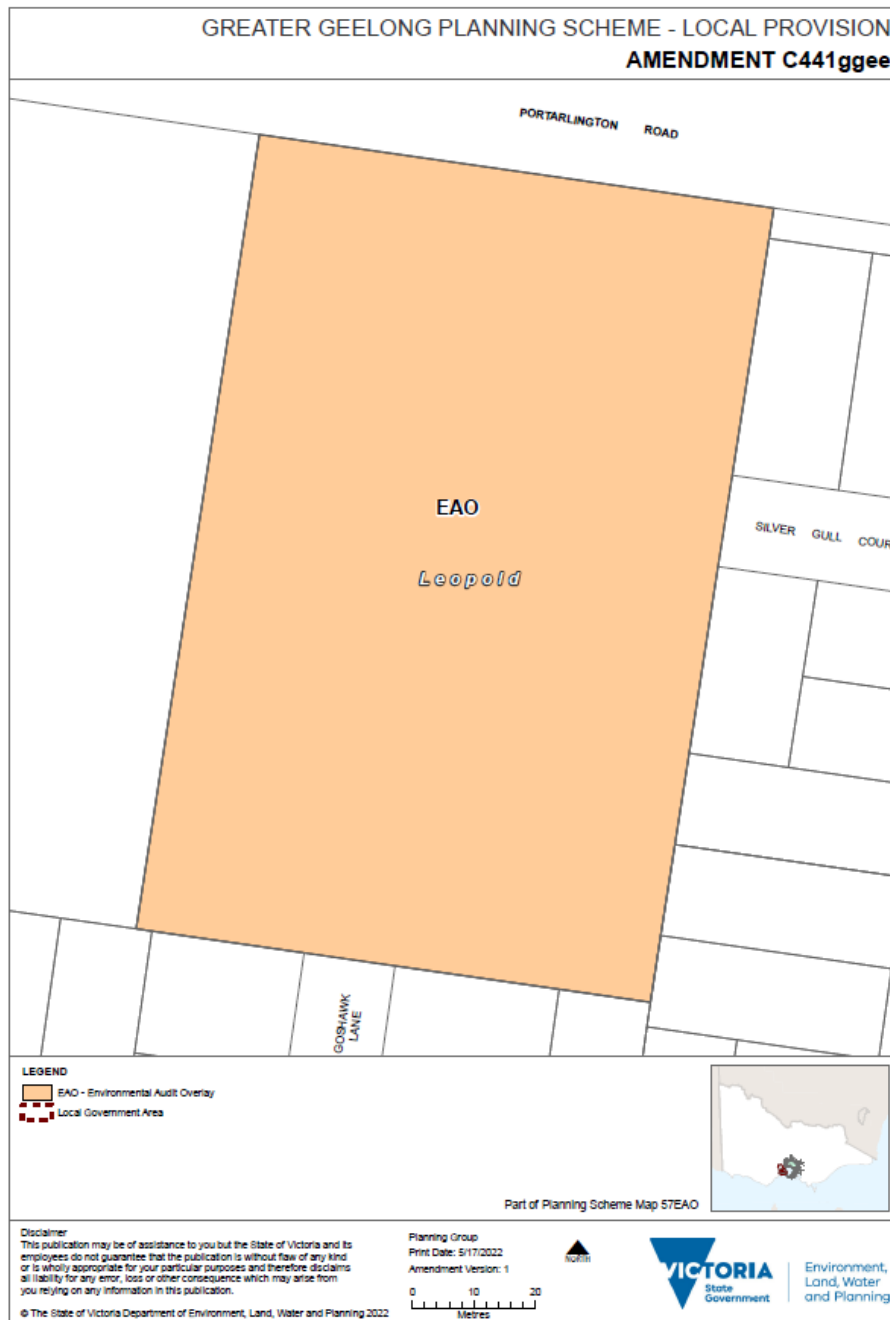 GREATER GEELONG PLANNING SCHEME - LOCAL PROVISION
AMENDMENT C441ggee
PORTARLINGTON ROAD
EAO
SILVER GULL COUR
Leopold
GOSHAWK
LANE
LEGEND
EAO - Environmental Audit Overlay
Local Government Area
Part of Planning Scheme Map 57EAO
Disclaimer
This publication may be of assistance to you but the State of Victoria and its
employees do not guarantee that the publication is without flaw of any kind
or is wholly appropriate for your particular purposes and therefore disclaims
all liability for any error, loss or other consequence which may arise from
you relying on any information in this publication.
© The State of Victoria Department of Environment, Land, Water and Planning 2022
Planning Group
Print Date: 5/17/2022
Amendment Version: 1
0 10 20
Metres
NORTH
VICTORIA
State
Government
Environment,
Land, Water
and Planning